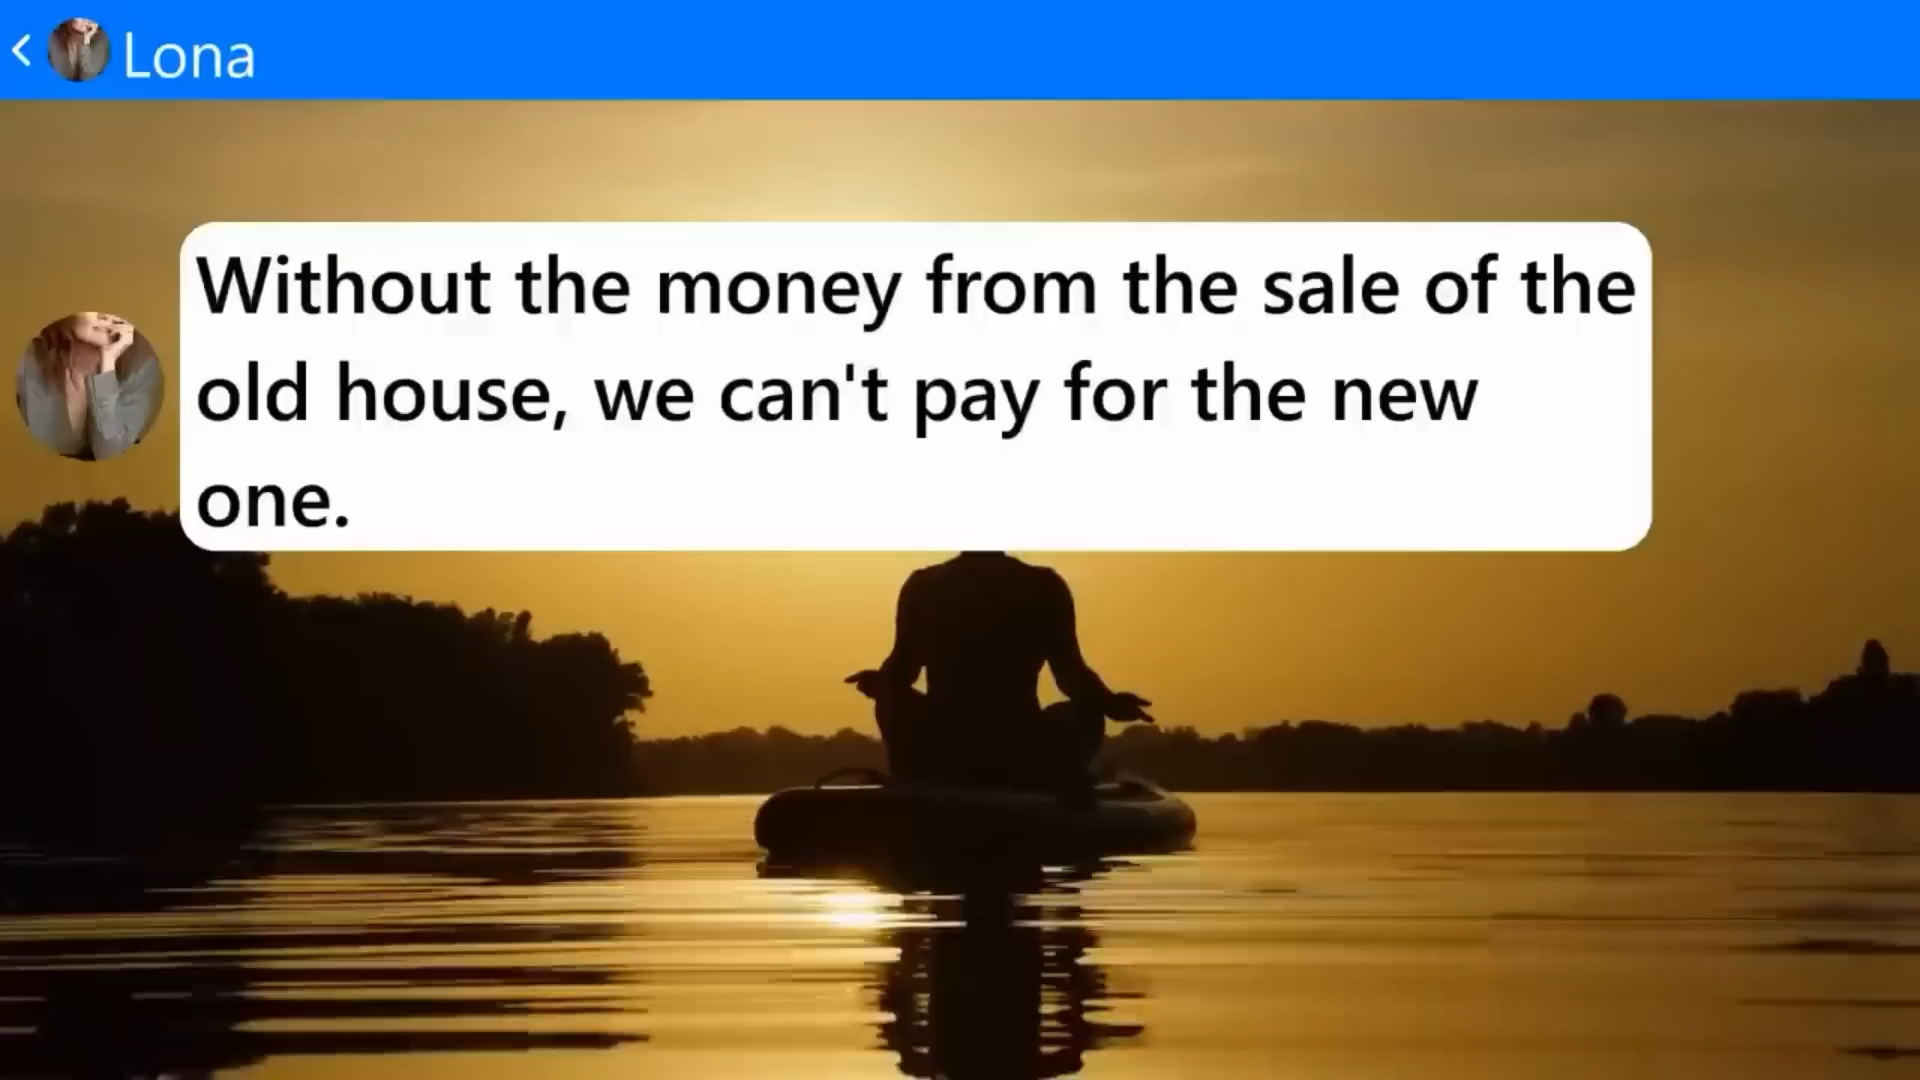 Lona
Without the money from the sale of the
old house, we can't pay for the new
one.